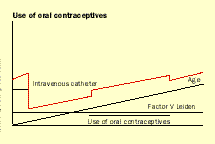 Use of oral contraceptives
Intravenous catheter
Age
Factor V Leiden
Use of oral contraceptives